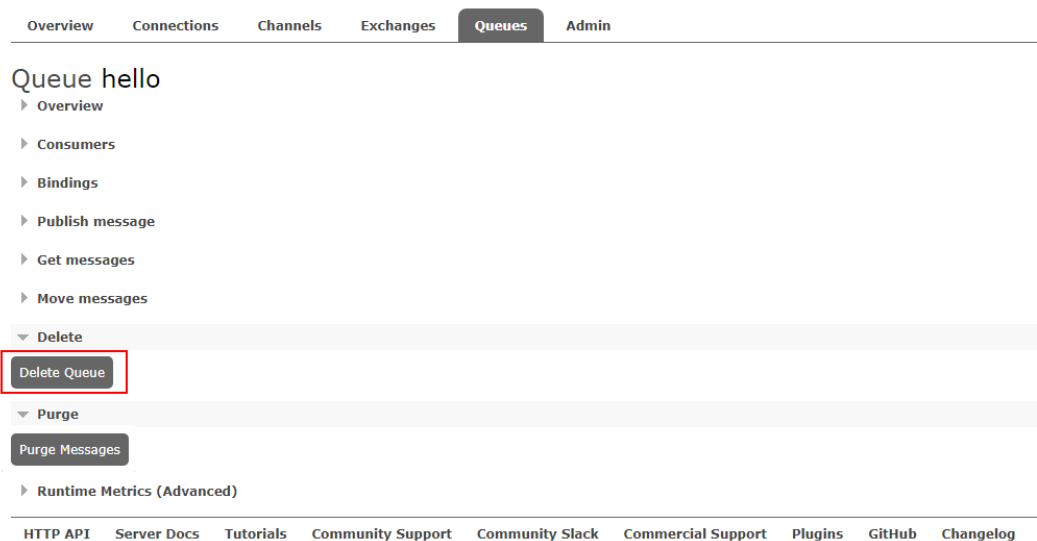 Overview Connections Channels Exchanges Queues Admin
Queue hello
Overview
Consumers
Bindings
Publish message
Get messages
Move messages
Delete
Delete Queue
Purge
Purge Messages
Runtime Metrics (Advanced)
HTTP API Server Docs Tutorials Community Support Community Slack Commercial Support Plugins GitHub Changelog